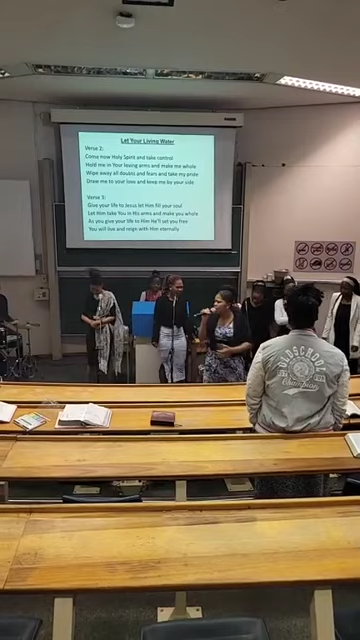 Let Your Living Water
Verse 2:
Come now Holy Spirit and take control
Hold me in Your loving arms and make me whole
Wipe away all doubts and fears and take my pride
Draw me to your love and keep me by your side
Verse 3:
Give your life to Jesus let Him fill your soul
Let Him take You in His arms and make you whole
As you give your life to Him He'll set you free
You will live and reign with Him eternally
OLDSCHOOL
Champion